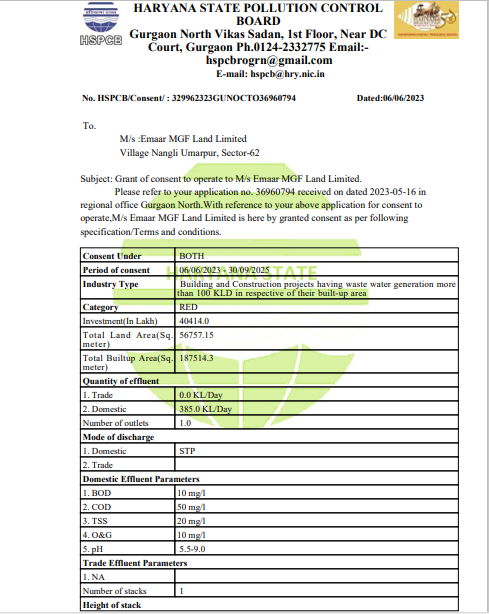 HARYANA STATE POLLUTION CONTROL
BOARD
Gurgaon North Vikas Sadan, 1st Floor, Near DC
Court, Gurgaon Ph.0124-2332775 Email:-
hspcbrogrn@gmail.com
E-mail: hspcb@hry.nic.in
HSPCB
No. HSPCB/Consent/ : 329962323GUNOCTO36960794 Dated:06/06/2023
To.
M/s :Emaar MGF Land Limited
Village Nangli Umarpur, Sector-62
Subject: Grant of consent to operate to M/s Emaar MGF Land Limited.
Please refer to your application no. 36960794 received on dated 2023-05-16 in
regional office Gurgaon North.With reference to your above application for consent to
operate,M/s Emaar MGF Land Limited is here by granted consent as per following
specification/Terms and conditions.
Consent Under BOTH
Period of consent 06/06/2023 - 30/09/2025
HARYANA STATE
Industry Type Building and Construction projects having waste water generation more
than 100 KLD in respective of their built-up area
Category RED
Investment(In Lakh) 40414.0
Total Land Area(Sq. 56757.15
meter)
Total Builtup Area(Sq. 187514.3
meter)
Quantity of effluent
1. Trade 0.0 KL/Day
2. Domestic 385.0 KL/Day
Number of outlets 1.0
Mode of discharge
1. Domestic STP
2. Trade
Domestic Effluent Parameters
1. BOD 10 mg/l
2. COD 50 mg/l
3. TSS 20 mg/l
4. O&G 10 mg/l
5. pH 5.5-9.0
Trade Effluent Parameters
1. NA
Number of stacks 1
Height of stack